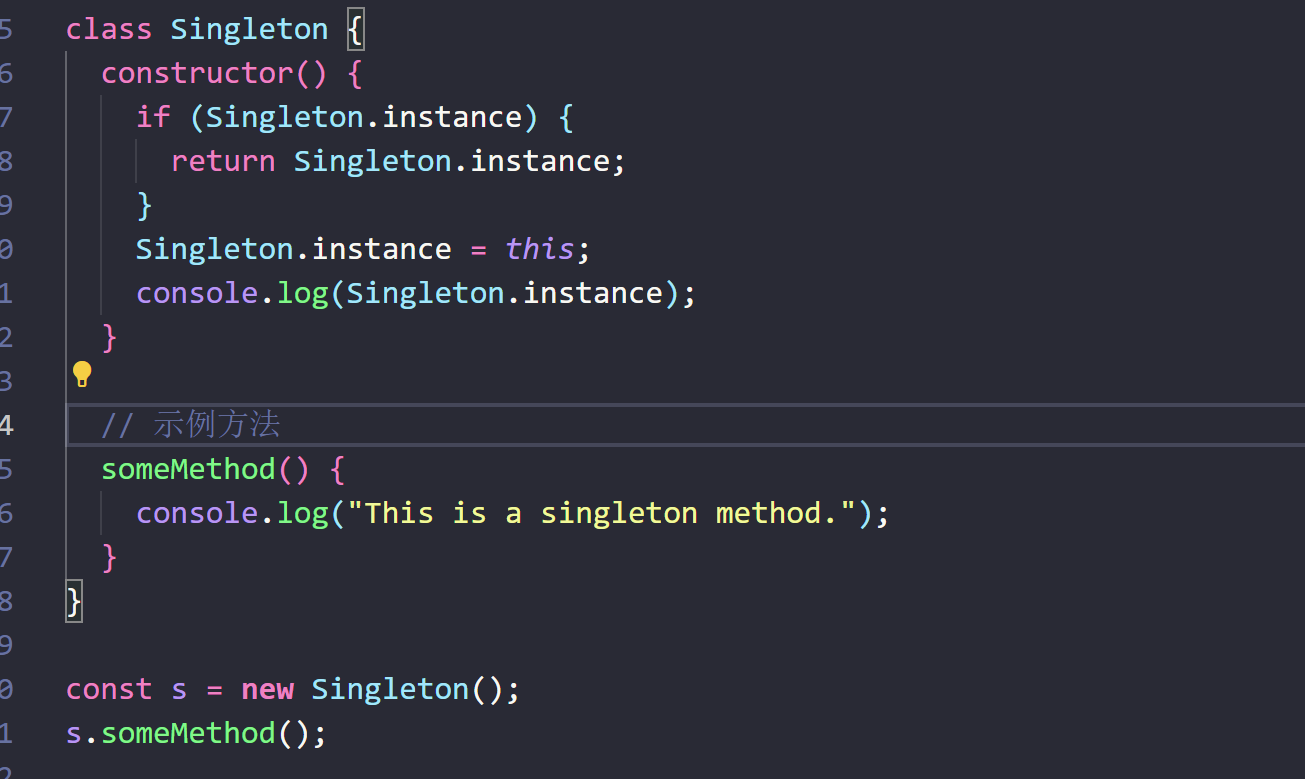 5 class Singleton {
6 constructor() {
7 if (Singleton.instance) {
8 return Singleton.instance;
9 }
0 Singleton.instance = this;
1 console.log(Singleton.instance);
2 }
3
4 // 示例方法
5 someMethod() {
6 console.log("This is a singleton method.");
7 }
8 }
9
0 const s = new Singleton();
1 s.someMethod();
2